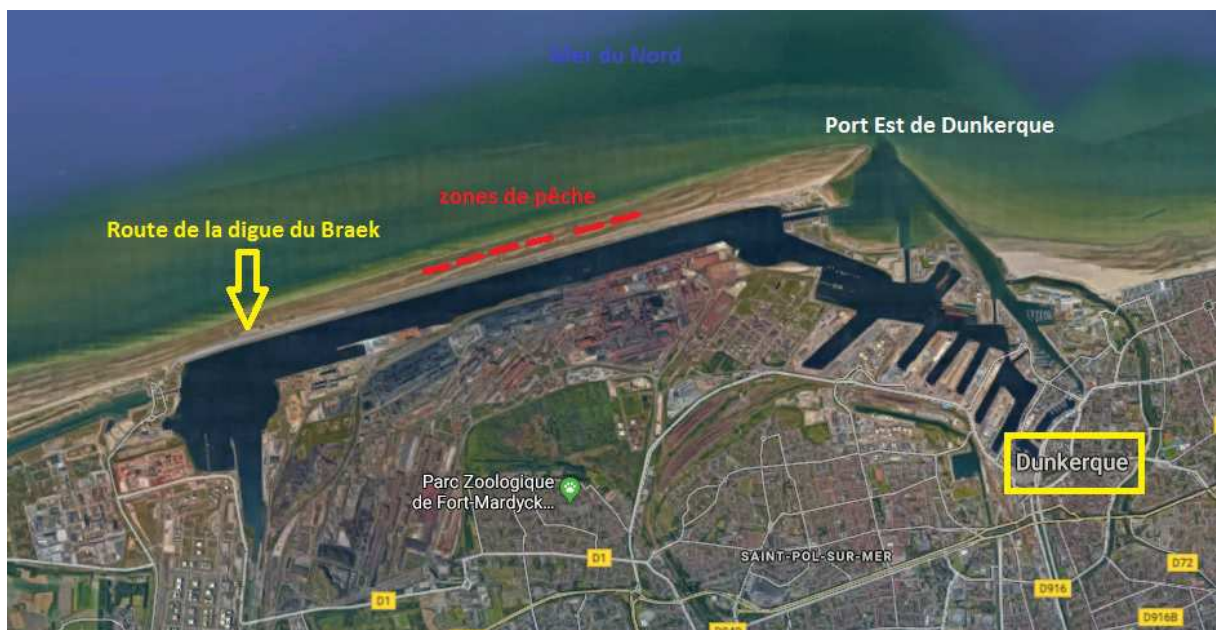 Mer du Nord
Port Est de Dunkerque
zones de pêche
Route de la digue du Braek
Dunkerque
Parc Zoologique
de Fort-Mardyck...
SAINT-POL-SUR-MER
D1
D1
D72
D916
D916B